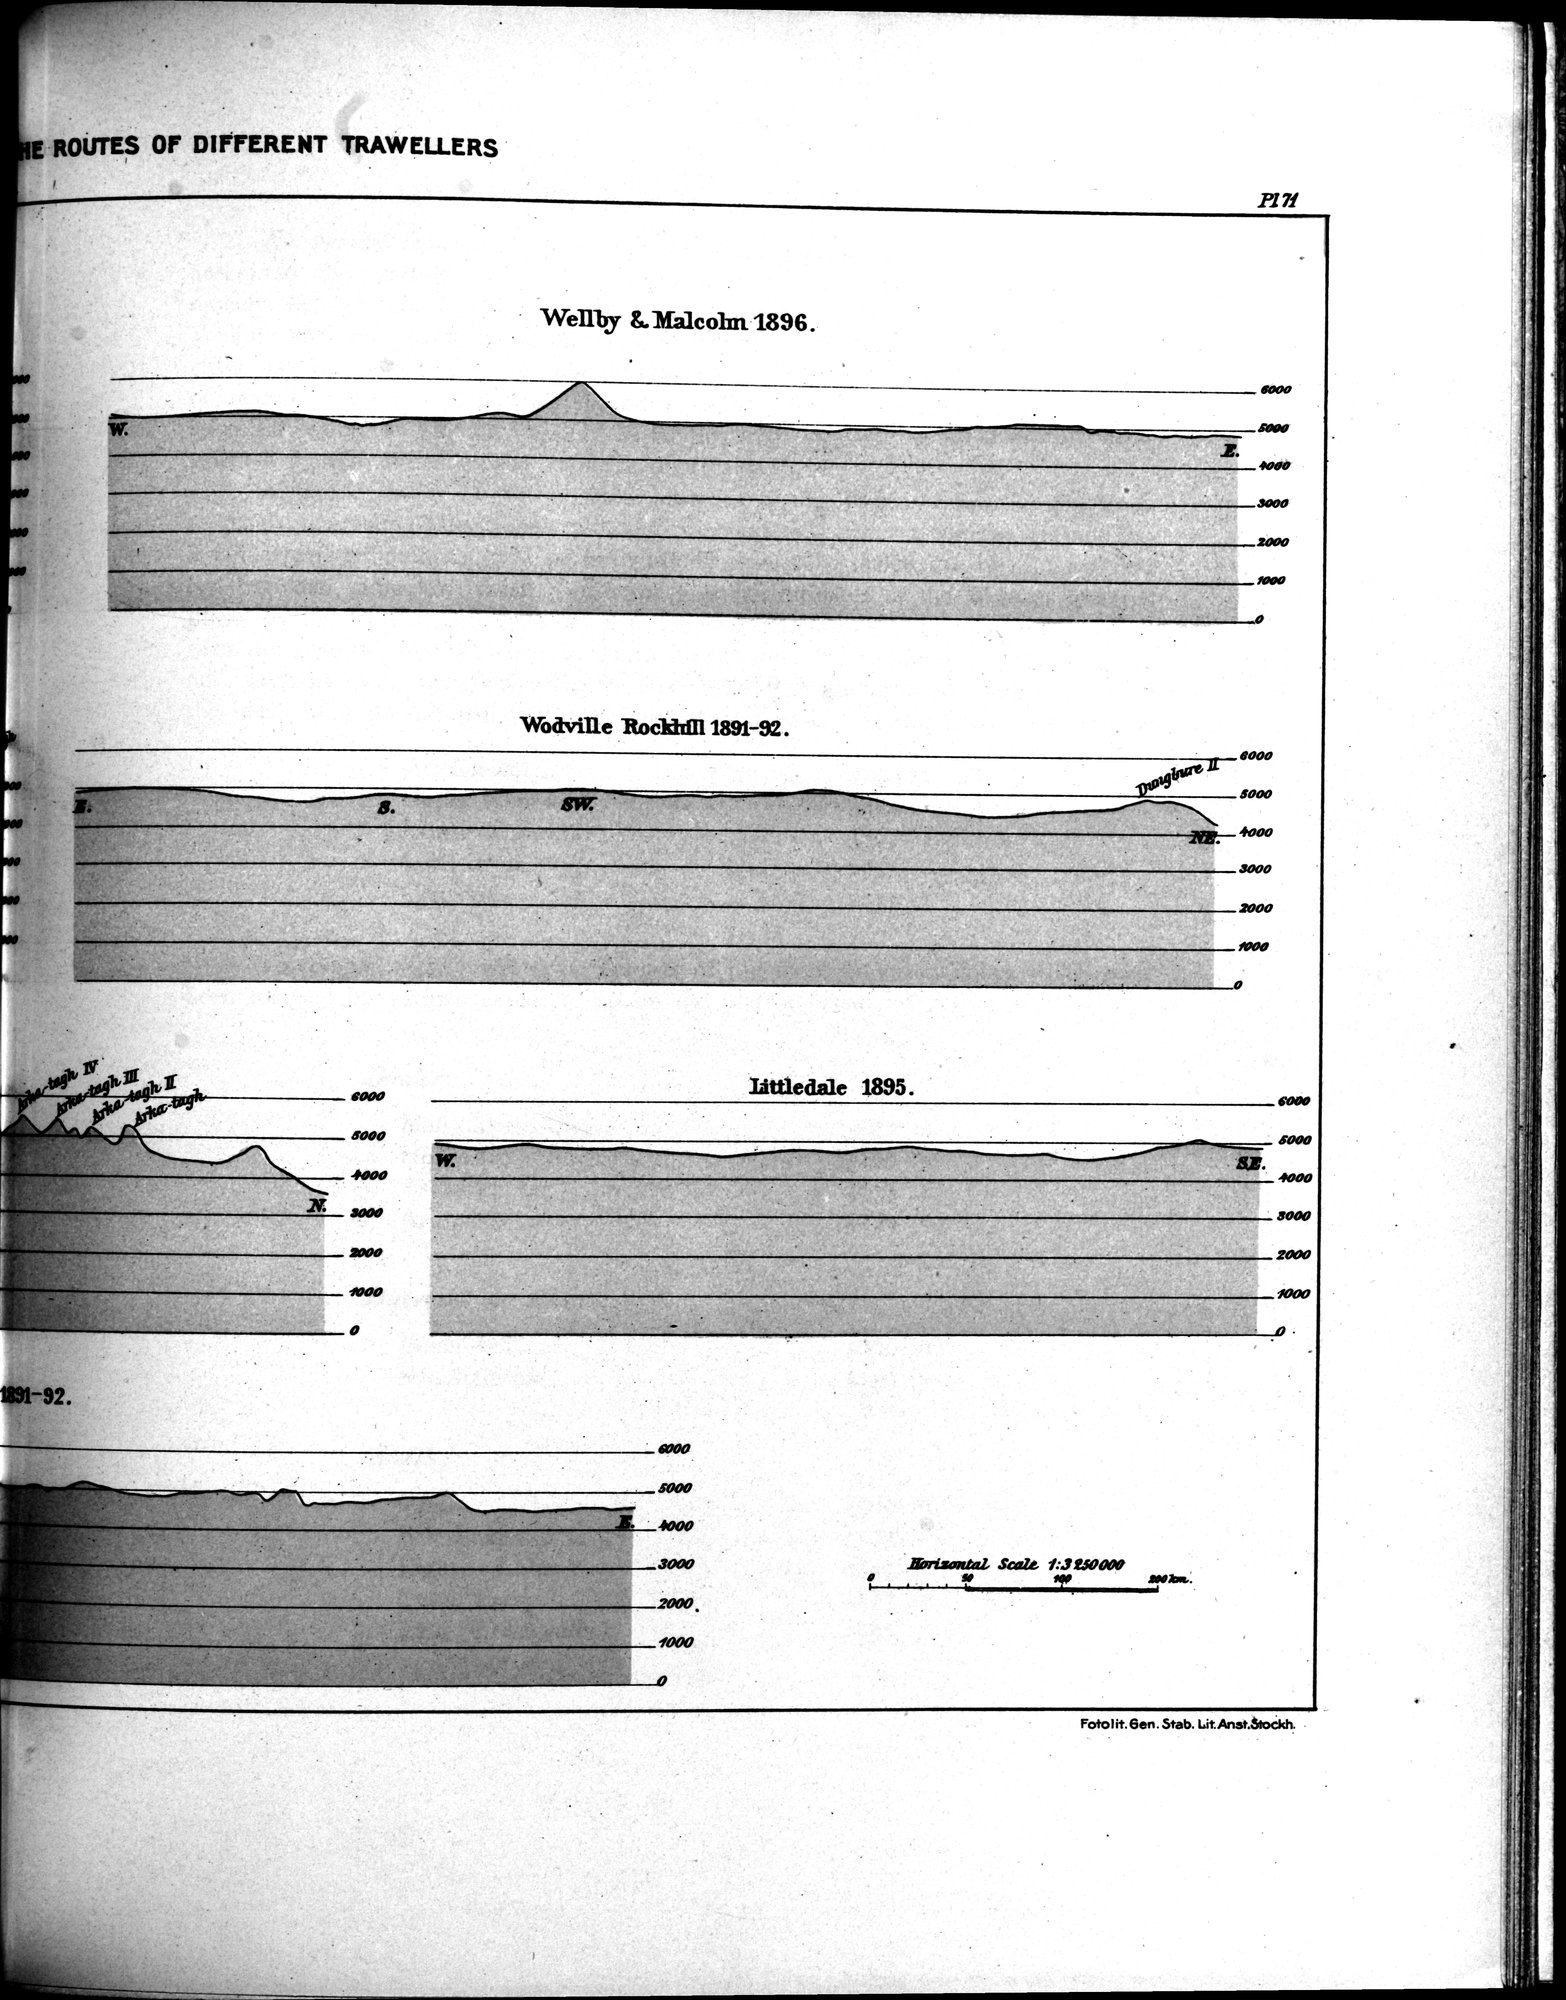 HE ROUTES OF DIFFERENT TRAWELLERS
Pl 71
Wellby & Malcolm 1896.
6000
5000
4000
3000
2000
1000
0
W.
E.
Wodville Rockhill 1891-92.
6000
5000
4000
3000
2000
1000
0
E.
S.
SW.
Dungbure II
NE.
Arka-tagh IV
Arka-tagh III
Arka-tagh II
Arka-tagh
N.
6000
5000
4000
3000
2000
1000
0
Littledale 1895.
6000
5000
4000
3000
2000
1000
0
W.
SE.
1891-92.
6000
5000
4000
3000
2000
1000
0
E.
Horizontal Scale 1:3250000
0 50 100 200 km.
Fotolit. Gen. Stab. Lit. Anst. Stockh.